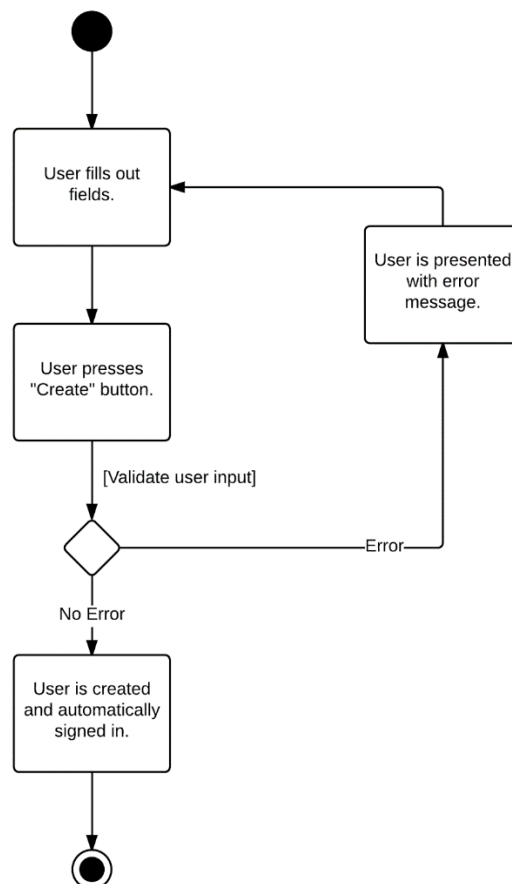 User fills out
fields.
User is presented
with error
message.
User presses
"Create" button.
[Validate user input]
Error
No Error
User is created
and automatically
signed in.